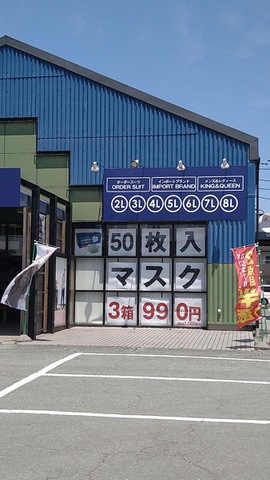 オーダースーツ インポートブランド メンズ&レディース
ORDER SUIT IMPORT BRAND KING&QUEEN
2L 3L 4L 5L 6L 7L 8L
50枚入
マスク
3箱 990円